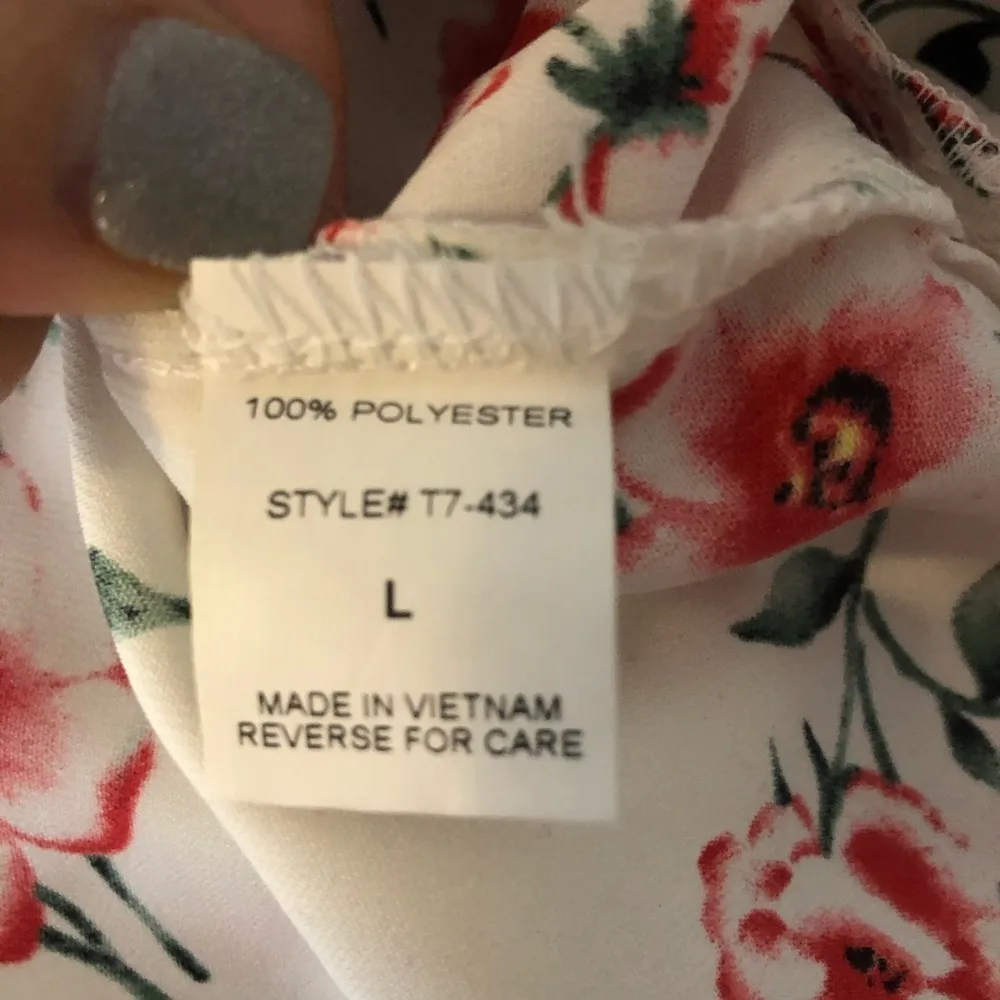 100% POLYESTER
STYLE# T7-434
L
MADE IN VIETNAM
REVERSE FOR CARE